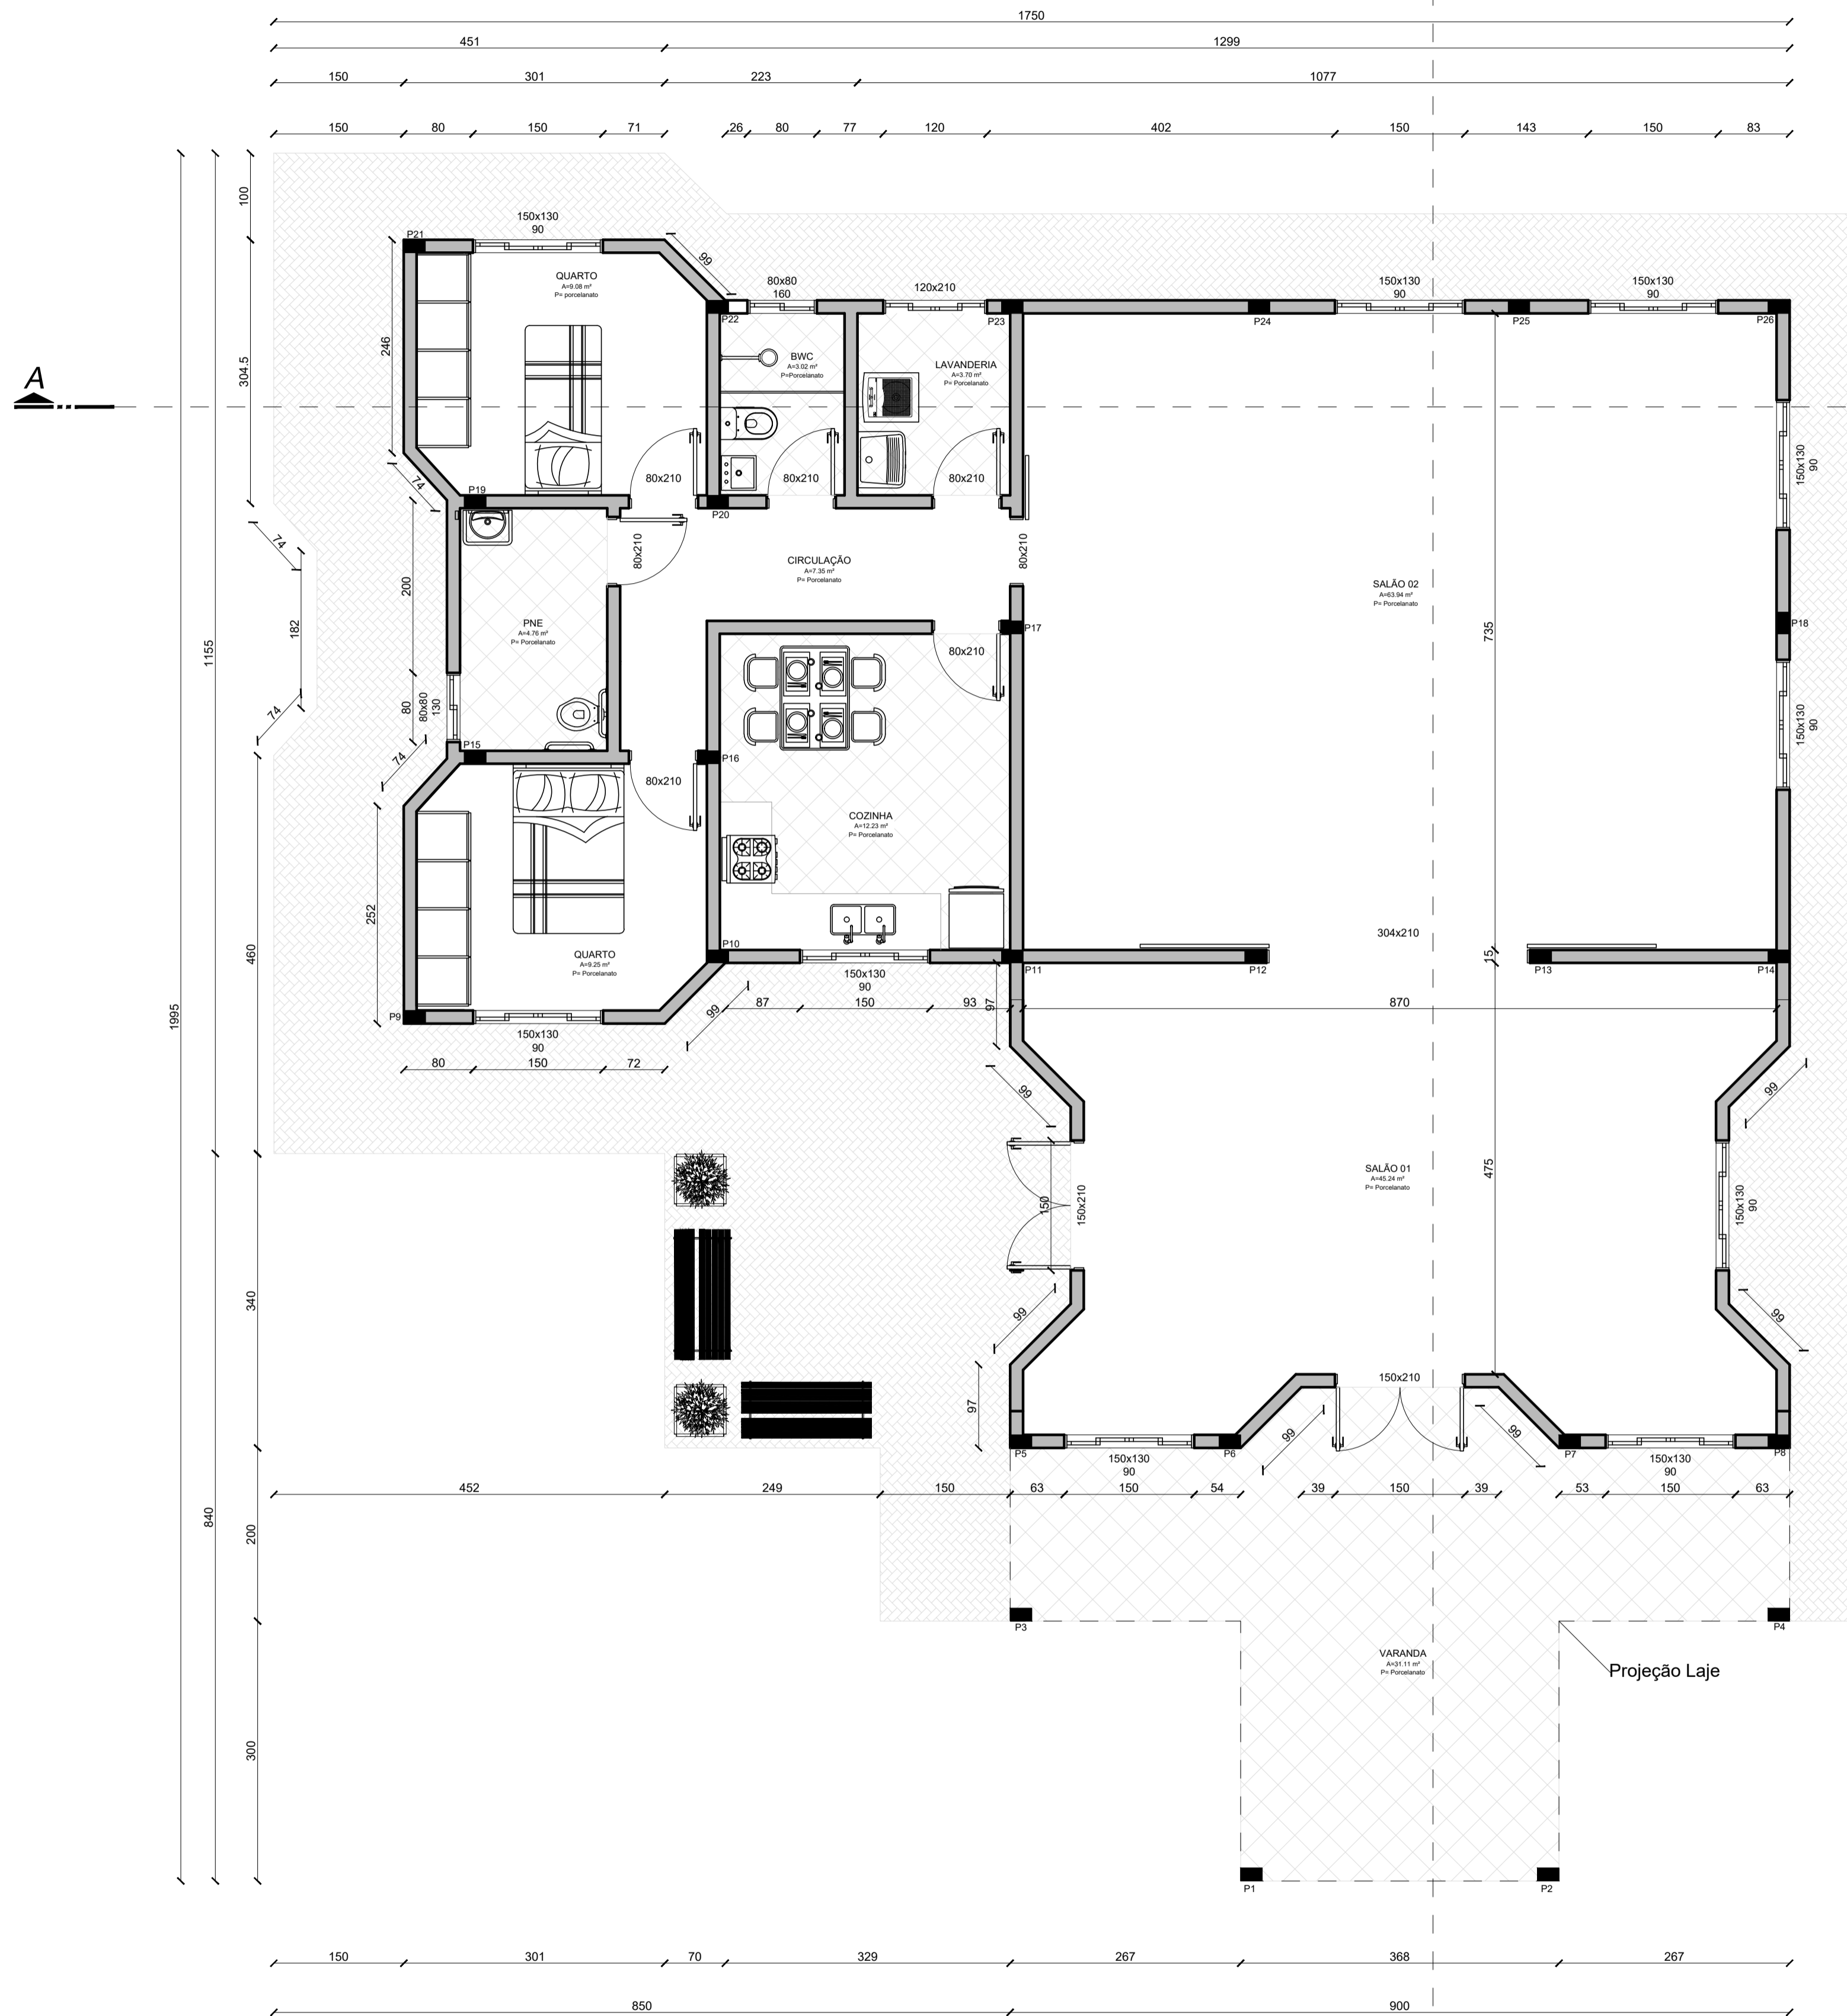 1750
451
1299
150
301
223
1077
150
80
150
71
26
80
77
120
402
150
143
150
83
100
304.5
1155
460
1995
340
840
200
300
A
150x130
90
P21
99
QUARTO
A=9.08 m²
P= porcelanato
246
74
74
182
74
80x80
160
P22
120x210
P23
P24
150x130
90
P25
150x130
90
P26
BWC
A=3.02 m²
P=Porcelanato
LAVANDERIA
A=3.70 m²
P= Porcelanato
80x210
80x210
80x210
P19
P20
150x130
90
80x210
CIRCULAÇÃO
A=7.35 m²
P= Porcelanato
80x210
SALÃO 02
A=63.94 m²
P= Porcelanato
200
PNE
A=4.76 m²
P= Porcelanato
80
80x80
130
735
P17
P18
80x210
150x130
90
P15
74
80x210
P16
COZINHA
A=12.23 m²
P= Porcelanato
252
QUARTO
A=9.25 m²
P= Porcelanato
P9
150x130
90
80
150
72
99
P10
150x130
90
87
150
93
97
P11
P12
304x210
P13
P14
15
870
99
99
SALÃO 01
A=45.24 m²
P= Porcelanato
475
150
150x210
150x130
90
99
99
97
150x210
99
99
P5
150x130
90
P6
P7
150x130
90
P8
452
249
150
63
150
54
39
150
39
53
150
63
P3
P4
VARANDA
A=31.11 m²
P= Porcelanato
Projeção Laje
P1
P2
150
301
70
329
267
368
267
850
900